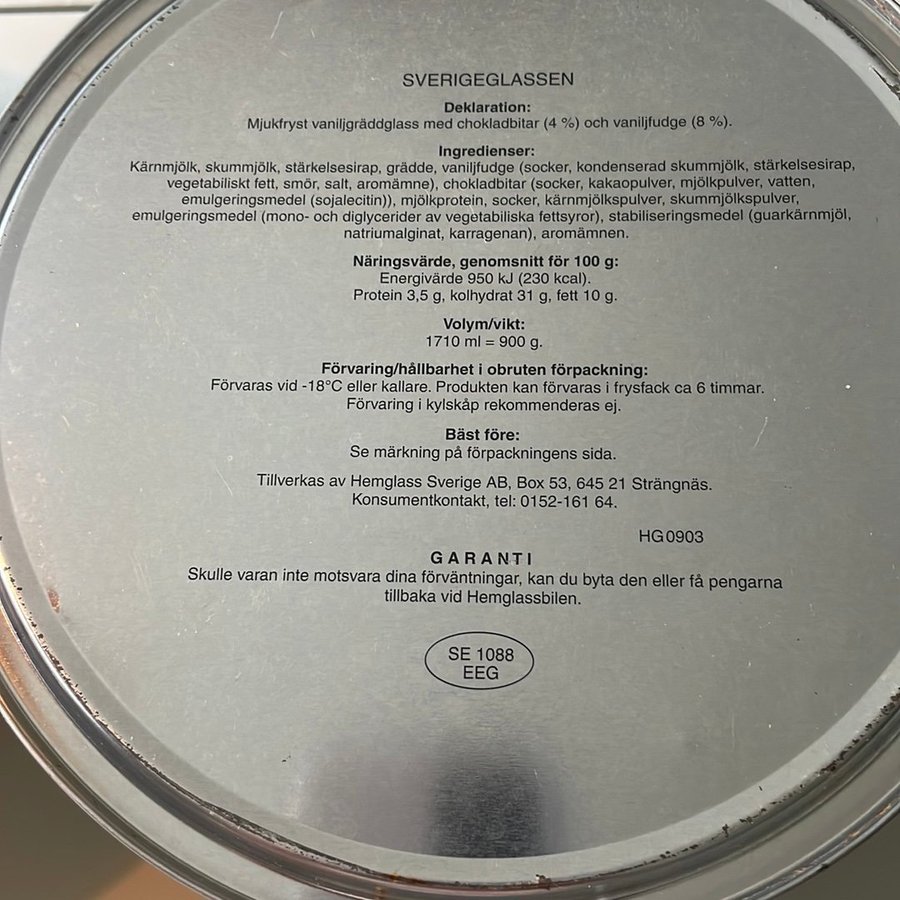 SVERIGEGLASSEN
Deklaration:
Mjukfryst vaniljgräddglass med chokladbitar (4 %) och vaniljfudge (8 %).
Ingredienser:
Kärnmjölk, skummjölk, stärkelsesirap, grädde, vaniljfudge (socker, kondenserad skummjölk, stärkelsesirap,
vegetabiliskt fett, smör, salt, aromämne), chokladbitar (socker, kakaopulver, mjölkpulver, vatten,
emulgeringsmedel (sojalecitin)), mjölkprotein, socker, kärnmjölkspulver, skummjölkspulver,
emulgeringsmedel (mono- och diglycerider av vegetabiliska fettsyror), stabiliseringsmedel (guarkärnmjöl,
natriumalginat, karragenan), aromämnen.
Näringsvärde, genomsnitt för 100 g:
Energivärde 950 kJ (230 kcal).
Protein 3,5 g, kolhydrat 31 g, fett 10 g.
Volym/vikt:
1710 ml = 900 g.
Förvaring/hållbarhet i obruten förpackning:
Förvaras vid -18°C eller kallare. Produkten kan förvaras i frysfack ca 6 timmar.
Förvaring i kylskåp rekommenderas ej.
Bäst före:
Se märkning på förpackningens sida.
Tillverkas av Hemglass Sverige AB, Box 53, 645 21 Strängnäs.
Konsumentkontakt, tel: 0152-161 64.
HG0903
GARANTI
Skulle varan inte motsvara dina förväntningar, kan du byta den eller få pengarna
tillbaka vid Hemglassbilen.
SE 1088
EEG